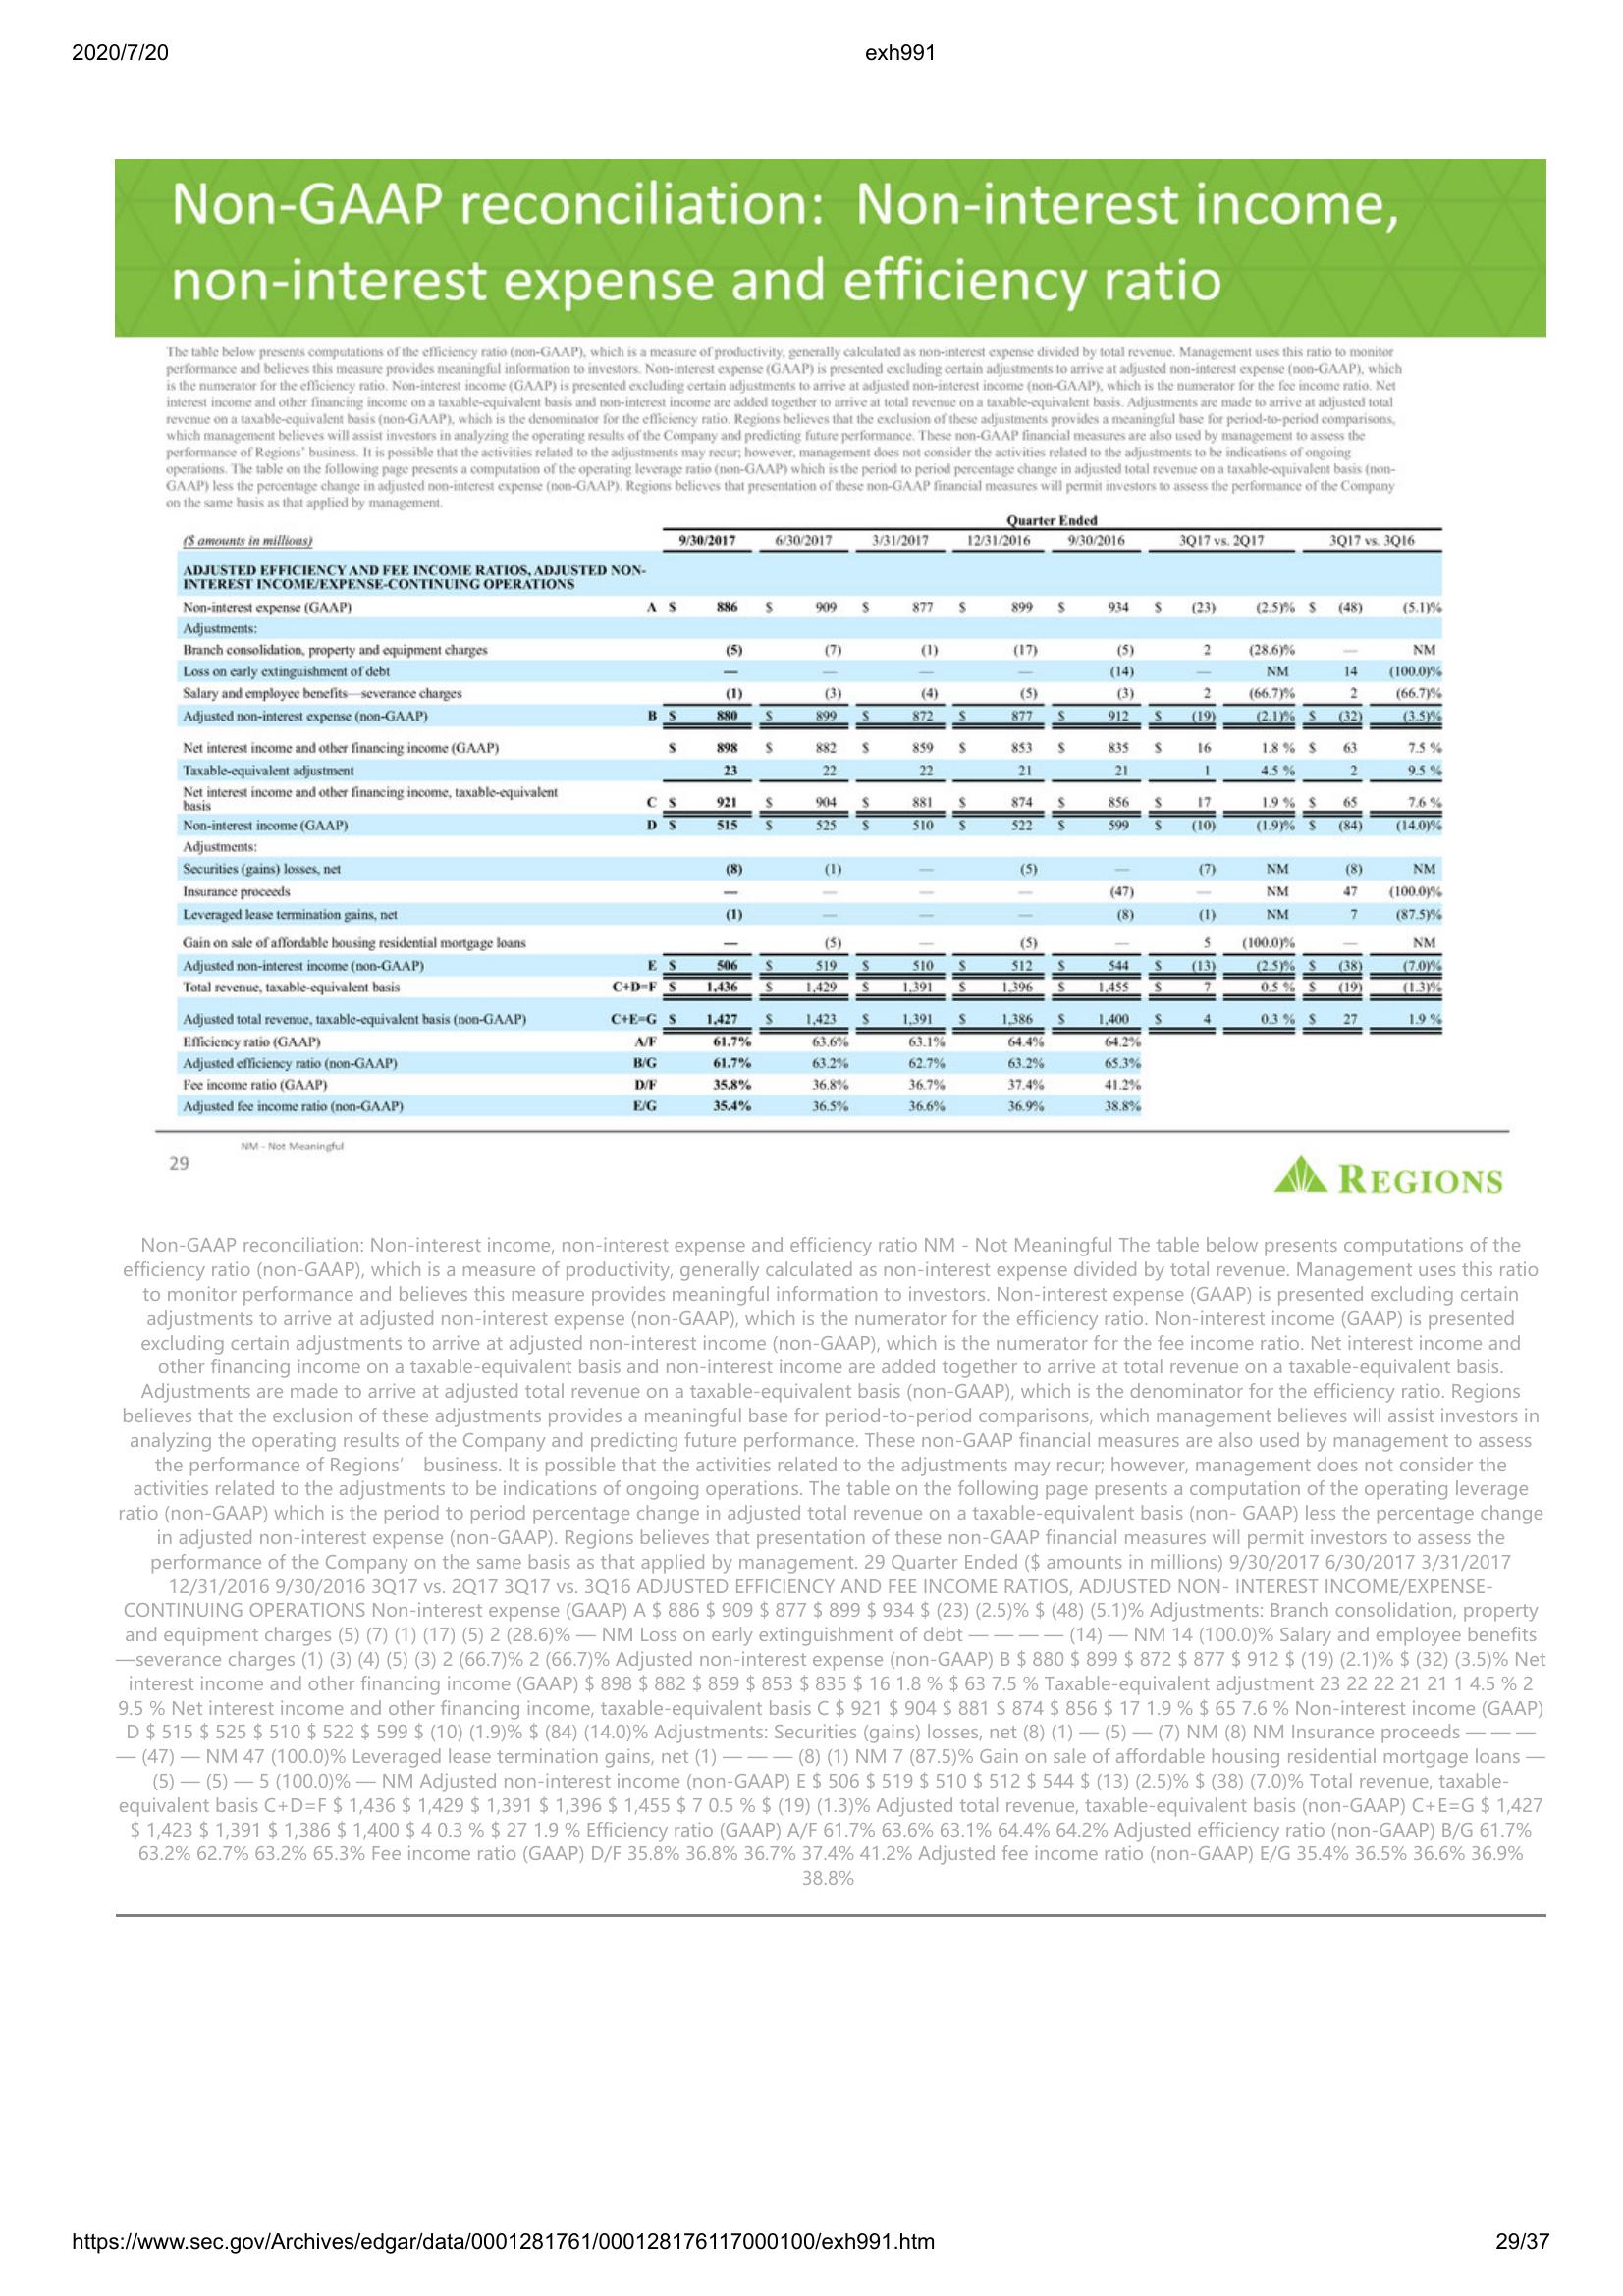 2020/7/20 exh991
Non-GAAP reconciliation: Non-interest income,
non-interest expense and efficiency ratio
The table below presents computations of the efficiency ratio (non-GAAP), which is a measure of productivity, generally calculated as non-interest expense divided by total revenue. Management uses this ratio to monitor
performance and believes this measure provides meaningful information to investors. Non-interest expense (GAAP) is presented excluding certain adjustments to arrive at adjusted non-interest expense (non-GAAP), which
is the numerator for the efficiency ratio. Non-interest income (GAAP) is presented excluding certain adjustments to arrive at adjusted non-interest income (non-GAAP), which is the numerator for the fee income ratio. Net
interest income and other financing income on a taxable-equivalent basis and non-interest income are added together to arrive at total revenue on a taxable-equivalent basis. Adjustments are made to arrive at adjusted total
revenue on a taxable-equivalent basis (non-GAAP), which is the denominator for the efficiency ratio. Regions believes that the exclusion of these adjustments provides a meaningful base for period-to-period comparisons,
which management believes will assist investors in analyzing the operating results of the Company and predicting future performance. These non-GAAP financial measures are also used by management to assess the
performance of Regions' business. It is possible that the activities related to the adjustments may recur; however, management does not consider the activities related to the adjustments to be indications of ongoing
operations. The table on the following page presents a computation of the operating leverage ratio (non-GAAP) which is the period to period percentage change in adjusted total revenue on a taxable-equivalent basis (non-
GAAP) less the percentage change in adjusted non-interest expense (non-GAAP). Regions believes that presentation of these non-GAAP financial measures will permit investors to assess the performance of the Company
on the same basis as that applied by management.
Quarter Ended
($ amounts in millions) 9/30/2017 6/30/2017 3/31/2017 12/31/2016 9/30/2016 3Q17 vs. 2Q17 3Q17 vs. 3Q16
ADJUSTED EFFICIENCY AND FEE INCOME RATIOS, ADJUSTED NON-
INTEREST INCOME/EXPENSE-CONTINUING OPERATIONS
Non-interest expense (GAAP) A $ 886 $ 909 $ 877 $ 899 $ 934 $ (23) (2.5)% $ (48) (5.1)%
Adjustments:
Branch consolidation, property and equipment charges (5) (7) (1) (17) (5) 2 (28.6)% — NM
Loss on early extinguishment of debt — — — — (14) — NM 14 (100.0)%
Salary and employee benefits—severance charges (1) (3) (4) (5) (3) 2 (66.7)% 2 (66.7)%
Adjusted non-interest expense (non-GAAP) B $ 880 $ 899 $ 872 $ 877 $ 912 $ (19) (2.1)% $ (32) (3.5)%
Net interest income and other financing income (GAAP) $ 898 $ 882 $ 859 $ 853 $ 835 $ 16 1.8 % $ 63 7.5 %
Taxable-equivalent adjustment 23 22 22 21 21 1 4.5 % 2 9.5 %
Net interest income and other financing income, taxable-equivalent
basis C $ 921 $ 904 $ 881 $ 874 $ 856 $ 17 1.9 % $ 65 7.6 %
Non-interest income (GAAP) D $ 515 $ 525 $ 510 $ 522 $ 599 $ (10) (1.9)% $ (84) (14.0)%
Adjustments:
Securities (gains) losses, net (8) (1) — (5) — (7) NM (8) NM
Insurance proceeds — — — — (47) — NM 47 (100.0)%
Leveraged lease termination gains, net (1) — — — (8) (1) NM 7 (87.5)%
Gain on sale of affordable housing residential mortgage loans — (5) — (5) — 5 (100.0)% — NM
Adjusted non-interest income (non-GAAP) E $ 506 $ 519 $ 510 $ 512 $ 544 $ (13) (2.5)% $ (38) (7.0)%
Total revenue, taxable-equivalent basis C+D=F $ 1,436 $ 1,429 $ 1,391 $ 1,396 $ 1,455 $ 7 0.5 % $ (19) (1.3)%
Adjusted total revenue, taxable-equivalent basis (non-GAAP) C+E=G $ 1,427 $ 1,423 $ 1,391 $ 1,386 $ 1,400 $ 4 0.3 % $ 27 1.9 %
Efficiency ratio (GAAP) A/F 61.7% 63.6% 63.1% 64.4% 64.2%
Adjusted efficiency ratio (non-GAAP) B/G 61.7% 63.2% 62.7% 63.2% 65.3%
Fee income ratio (GAAP) D/F 35.8% 36.8% 36.7% 37.4% 41.2%
Adjusted fee income ratio (non-GAAP) E/G 35.4% 36.5% 36.6% 36.9% 38.8%
NM - Not Meaningful
29
REGIONS
Non-GAAP reconciliation: Non-interest income, non-interest expense and efficiency ratio NM - Not Meaningful The table below presents computations of the
efficiency ratio (non-GAAP), which is a measure of productivity, generally calculated as non-interest expense divided by total revenue. Management uses this ratio
to monitor performance and believes this measure provides meaningful information to investors. Non-interest expense (GAAP) is presented excluding certain
adjustments to arrive at adjusted non-interest expense (non-GAAP), which is the numerator for the efficiency ratio. Non-interest income (GAAP) is presented
excluding certain adjustments to arrive at adjusted non-interest income (non-GAAP), which is the numerator for the fee income ratio. Net interest income and
other financing income on a taxable-equivalent basis and non-interest income are added together to arrive at total revenue on a taxable-equivalent basis.
Adjustments are made to arrive at adjusted total revenue on a taxable-equivalent basis (non-GAAP), which is the denominator for the efficiency ratio. Regions
believes that the exclusion of these adjustments provides a meaningful base for period-to-period comparisons, which management believes will assist investors in
analyzing the operating results of the Company and predicting future performance. These non-GAAP financial measures are also used by management to assess
the performance of Regions’ business. It is possible that the activities related to the adjustments may recur; however, management does not consider the
activities related to the adjustments to be indications of ongoing operations. The table on the following page presents a computation of the operating leverage
ratio (non-GAAP) which is the period to period percentage change in adjusted total revenue on a taxable-equivalent basis (non- GAAP) less the percentage change
in adjusted non-interest expense (non-GAAP). Regions believes that presentation of these non-GAAP financial measures will permit investors to assess the
performance of the Company on the same basis as that applied by management. 29 Quarter Ended ($ amounts in millions) 9/30/2017 6/30/2017 3/31/2017
12/31/2016 9/30/2016 3Q17 vs. 2Q17 3Q17 vs. 3Q16 ADJUSTED EFFICIENCY AND FEE INCOME RATIOS, ADJUSTED NON- INTEREST INCOME/EXPENSE-
CONTINUING OPERATIONS Non-interest expense (GAAP) A $ 886 $ 909 $ 877 $ 899 $ 934 $ (23) (2.5)% $ (48) (5.1)% Adjustments: Branch consolidation, property
and equipment charges (5) (7) (1) (17) (5) 2 (28.6)% — NM Loss on early extinguishment of debt — — — — (14) — NM 14 (100.0)% Salary and employee benefits
—severance charges (1) (3) (4) (5) (3) 2 (66.7)% 2 (66.7)% Adjusted non-interest expense (non-GAAP) B $ 880 $ 899 $ 872 $ 877 $ 912 $ (19) (2.1)% $ (32) (3.5)% Net
interest income and other financing income (GAAP) $ 898 $ 882 $ 859 $ 853 $ 835 $ 16 1.8 % $ 63 7.5 % Taxable-equivalent adjustment 23 22 22 21 21 1 4.5 % 2
9.5 % Net interest income and other financing income, taxable-equivalent basis C $ 921 $ 904 $ 881 $ 874 $ 856 $ 17 1.9 % $ 65 7.6 % Non-interest income (GAAP)
D $ 515 $ 525 $ 510 $ 522 $ 599 $ (10) (1.9)% $ (84) (14.0)% Adjustments: Securities (gains) losses, net (8) (1) — (5) — (7) NM (8) NM Insurance proceeds — — —
— (47) — NM 47 (100.0)% Leveraged lease termination gains, net (1) — — — (8) (1) NM 7 (87.5)% Gain on sale of affordable housing residential mortgage loans —
(5) — (5) — 5 (100.0)% — NM Adjusted non-interest income (non-GAAP) E $ 506 $ 519 $ 510 $ 512 $ 544 $ (13) (2.5)% $ (38) (7.0)% Total revenue, taxable-
equivalent basis C+D=F $ 1,436 $ 1,429 $ 1,391 $ 1,396 $ 1,455 $ 7 0.5 % $ (19) (1.3)% Adjusted total revenue, taxable-equivalent basis (non-GAAP) C+E=G $ 1,427
$ 1,423 $ 1,391 $ 1,386 $ 1,400 $ 4 0.3 % $ 27 1.9 % Efficiency ratio (GAAP) A/F 61.7% 63.6% 63.1% 64.4% 64.2% Adjusted efficiency ratio (non-GAAP) B/G 61.7%
63.2% 62.7% 63.2% 65.3% Fee income ratio (GAAP) D/F 35.8% 36.8% 36.7% 37.4% 41.2% Adjusted fee income ratio (non-GAAP) E/G 35.4% 36.5% 36.6% 36.9%
38.8%
https://www.sec.gov/Archives/edgar/data/0001281761/000128176117000100/exh991.htm 29/37